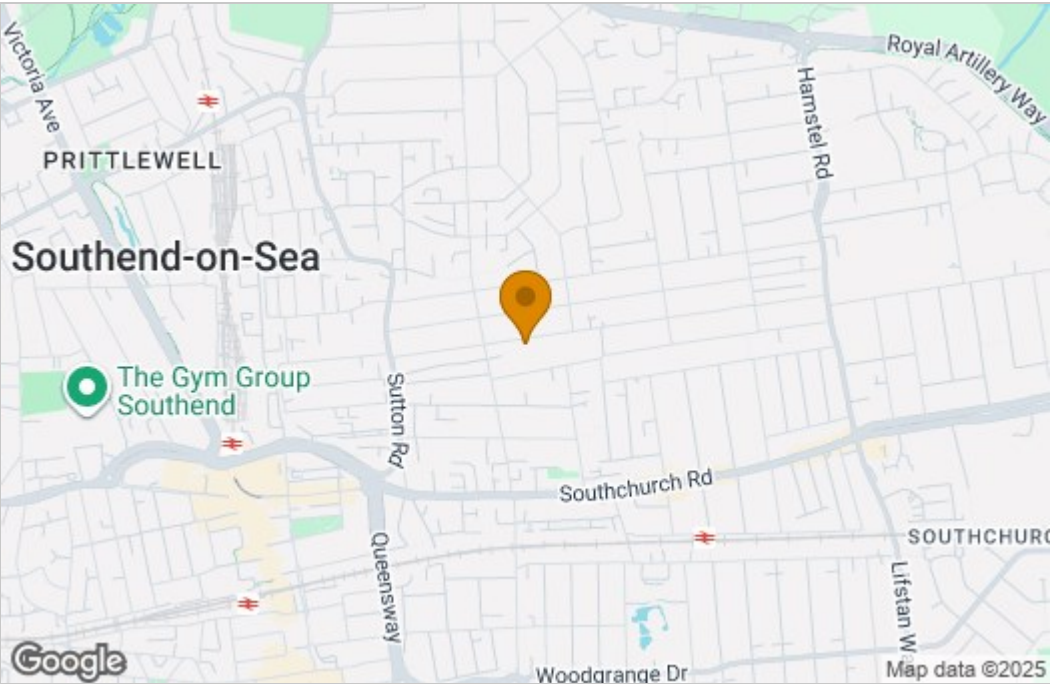 Victoria Ave
Royal Artillery Way
Hamstel Rd
PRITTLEWELL
Southend-on-Sea
The Gym Group
Southend
Sutton Rd
Southchurch Rd
Queensway
SOUTHCHURC
Lifstan Wa
Woodgrange Dr
Google
Map data ©2025